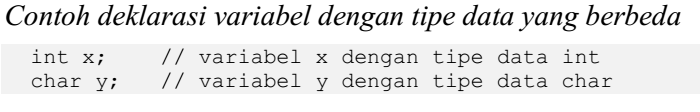 Contoh deklarasi variabel dengan tipe data yang berbeda
int x;    // variabel x dengan tipe data int
char y;   // variabel y dengan tipe data char